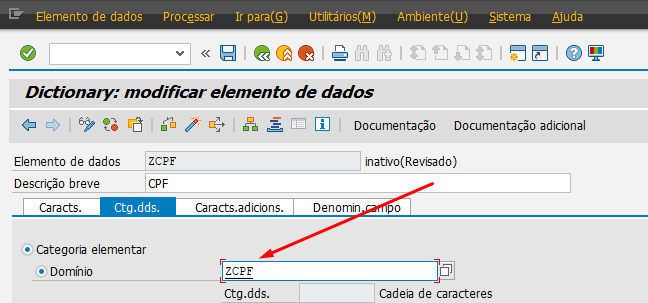 Elemento de dados Processar Ir para(G) Utilitários(M) Ambiente(U) Sistema Ajuda
Dictionary: modificar elemento de dados
Documentação Documentação adicional
Elemento de dados ZCPF inativo(Revisado)
Descrição breve CPF
Caracts. Ctg.dds. Caracts.adicions. Denomin.campo
Categoria elementar
Domínio ZCPF
Ctg.dds. Cadeia de caracteres